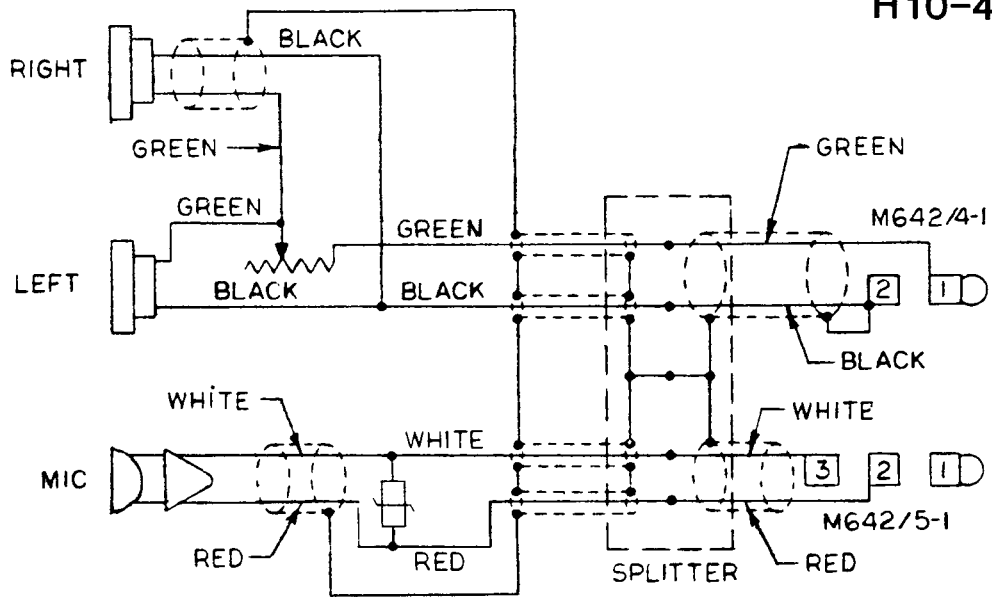 H10-4
BLACK
RIGHT
GREEN
GREEN
GREEN
GREEN
M642/4-1
LEFT
BLACK
BLACK
2
1
BLACK
WHITE
WHITE
WHITE
MIC
3
2
1
M642/5-1
RED
RED
RED
SPLITTER